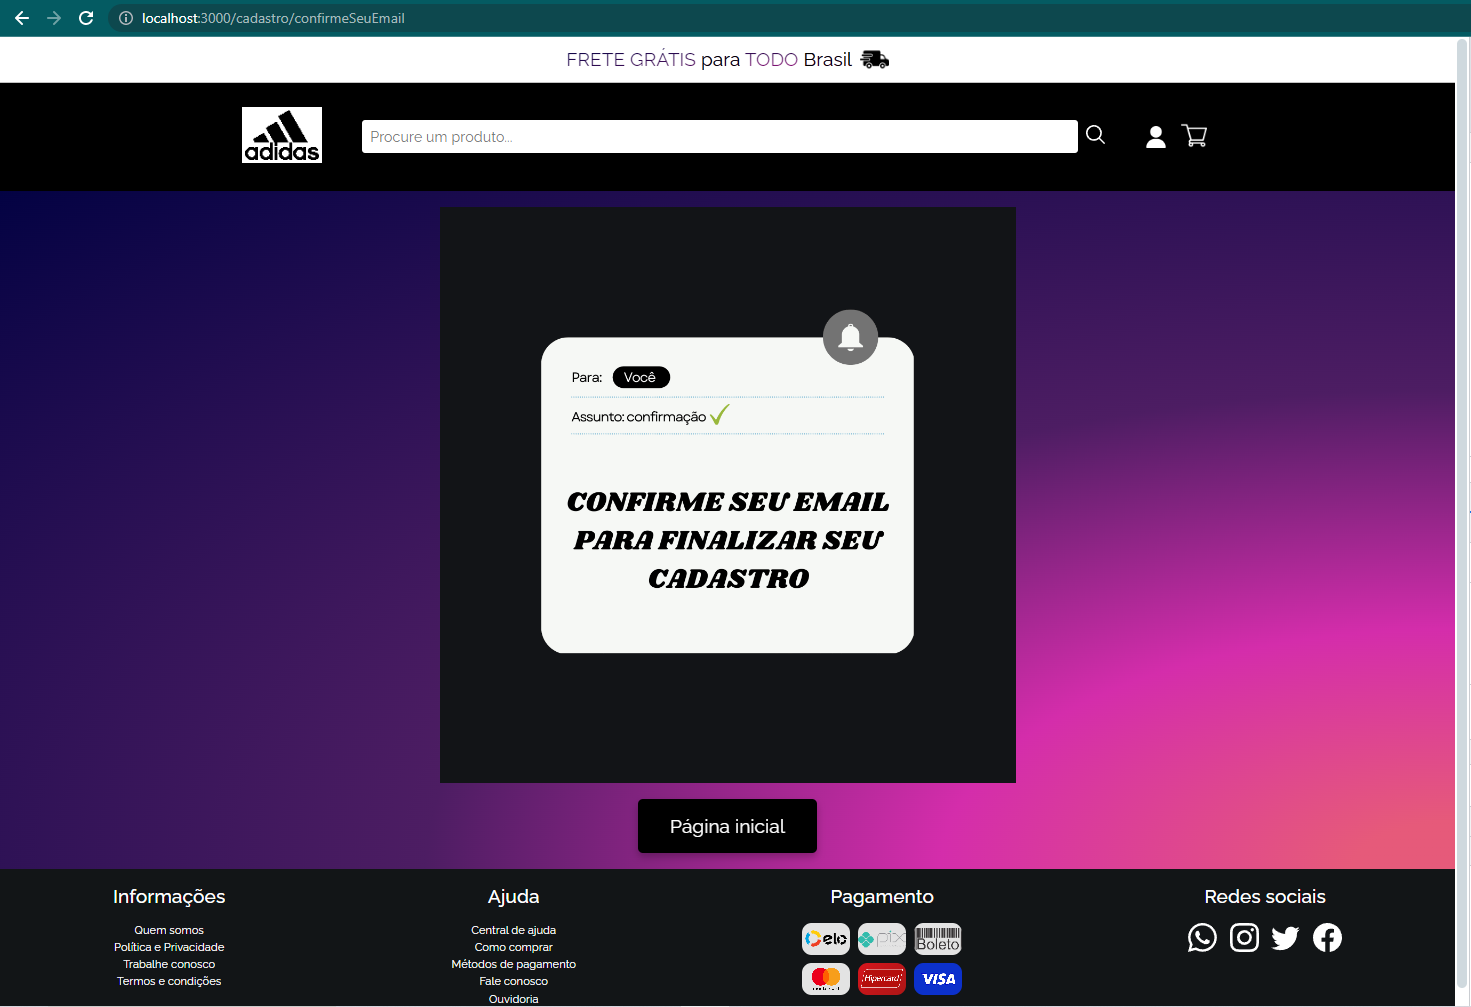 localhost:3000/cadastro/confirmeSeuEmail
FRETE GRÁTIS para TODO Brasil
adidas
Procure um produto...
Para: Você
Assunto: confirmação
CONFIRME SEU EMAIL
PARA FINALIZAR SEU
CADASTRO
Página inicial
Informações
Quem somos
Política e Privacidade
Trabalhe conosco
Termos e condições
Ajuda
Central de ajuda
Como comprar
Métodos de pagamento
Fale conosco
Ouvidoria
Pagamento
elo
pix
Boleto
Hipercard
VISA
Redes sociais